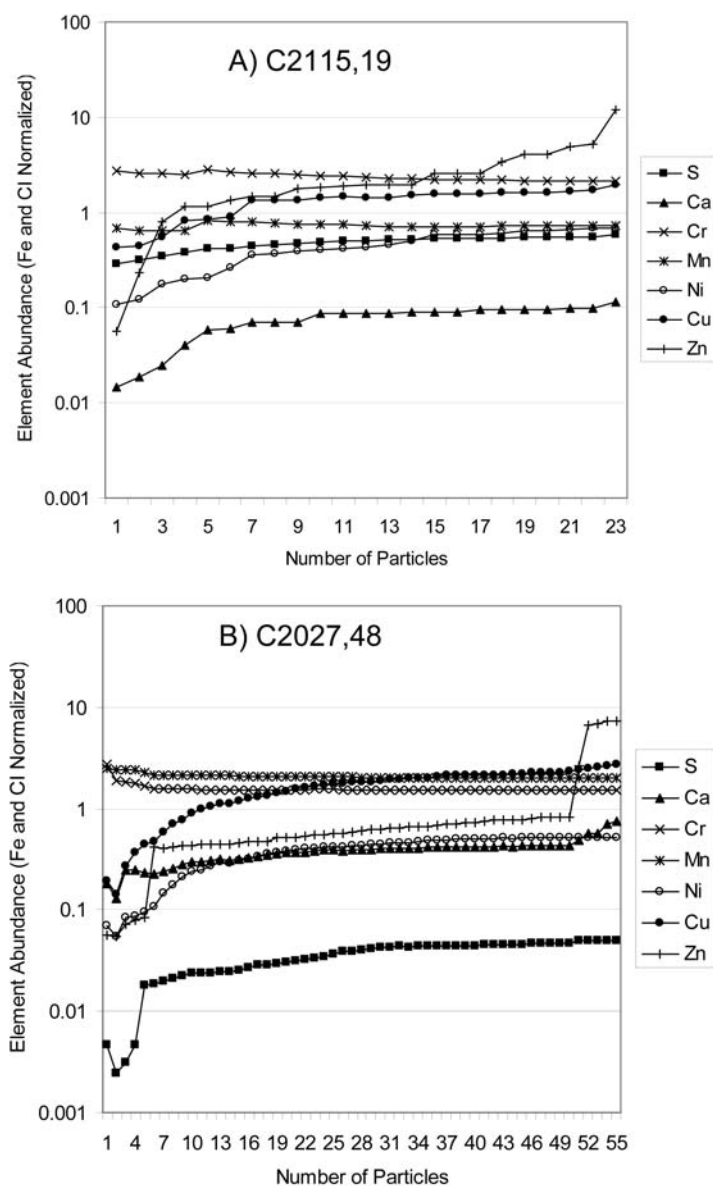 A) C2115,19
Element Abundance (Fe and CI Normalized)
100
10
1
0.1
0.01
0.001
1 3 5 7 9 11 13 15 17 19 21 23
Number of Particles
S
Ca
Cr
Mn
Ni
Cu
Zn
B) C2027,48
Element Abundance (Fe and CI Normalized)
100
10
1
0.1
0.01
0.001
1 4 7 10 13 16 19 22 25 28 31 34 37 40 43 46 49 52 55
Number of Particles
S
Ca
Cr
Mn
Ni
Cu
Zn